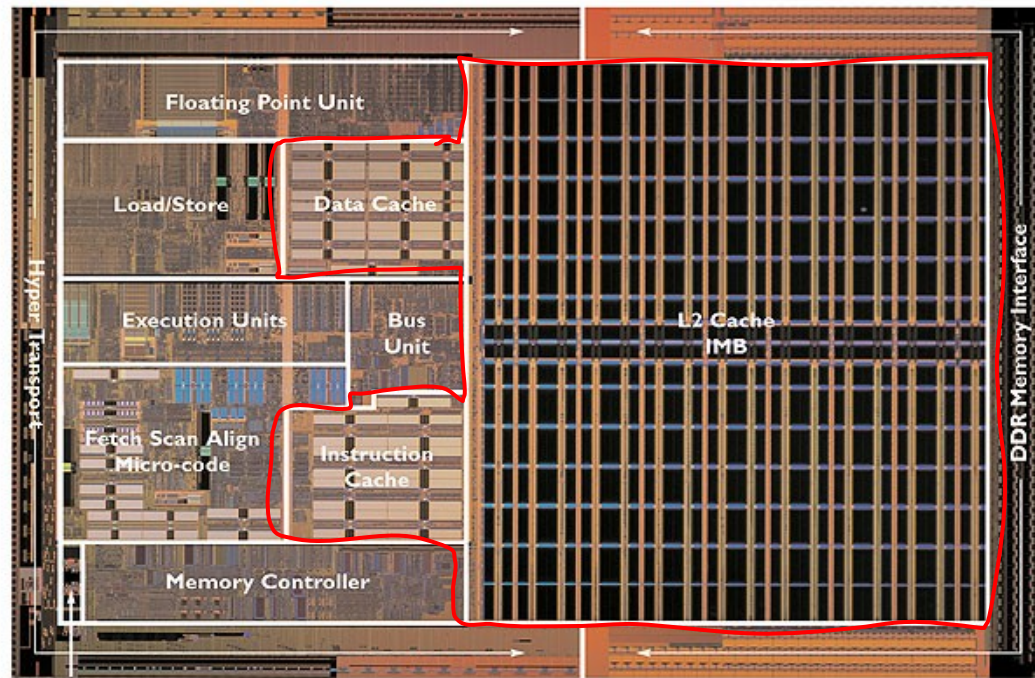 Floating Point Unit
Load/Store
Data Cache
Hyper Transport
Execution Units
Bus
Unit
L2 Cache
IMB
DDR Memory Interface
Fetch Scan Align
Micro-code
Instruction
Cache
Memory Controller